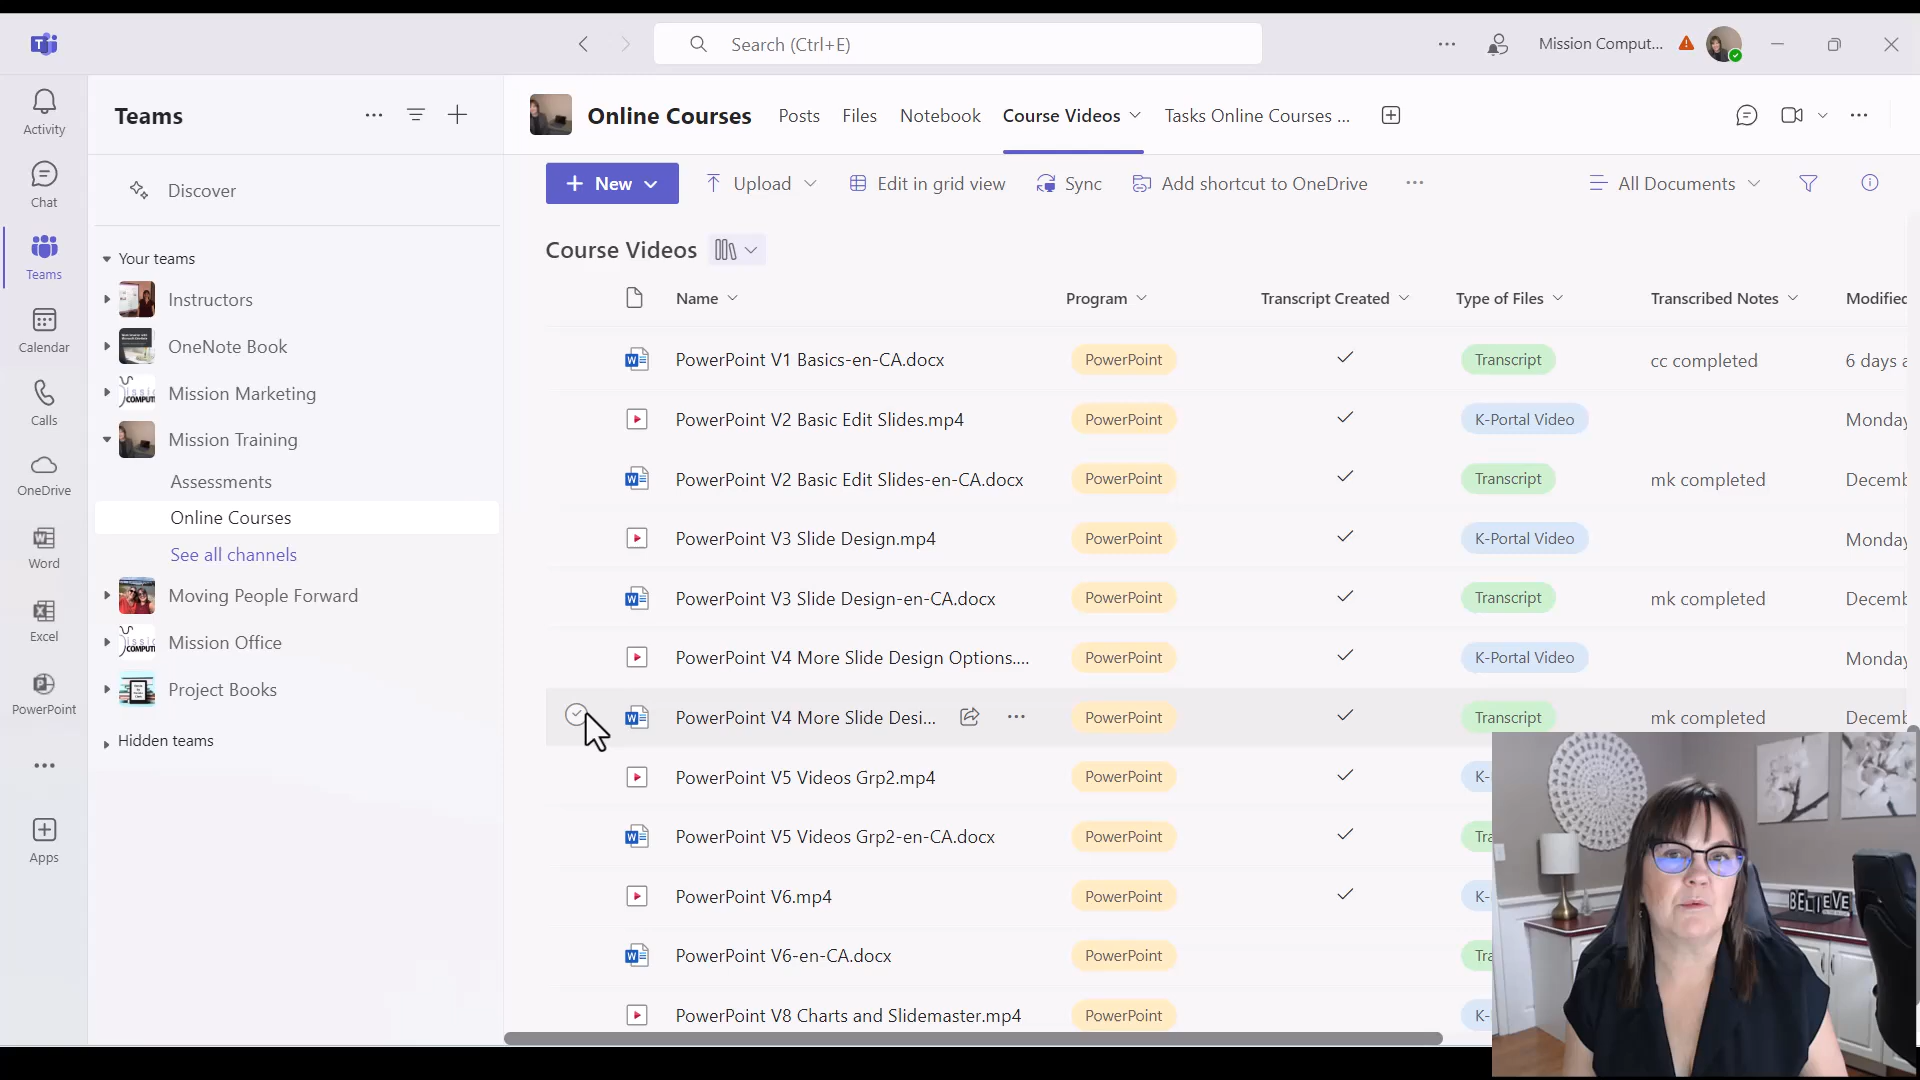 Search (Ctrl+E)
Mission Comput...
Activity
Chat
Teams
Calendar
Calls
OneDrive
Word
Excel
PowerPoint
Apps
Teams
Discover
Your teams
Instructors
OneNote Book
Mission Marketing
Mission Training
Assessments
Online Courses
See all channels
Moving People Forward
Mission Office
Project Books
Hidden teams
Online Courses Posts Files Notebook Course Videos Tasks Online Courses ...
New Upload Edit in grid view Sync Add shortcut to OneDrive All Documents
Course Videos
Name Program Transcript Created Type of Files Transcribed Notes Modified
PowerPoint V1 Basics-en-CA.docx PowerPoint Transcript cc completed 6 days a
PowerPoint V2 Basic Edit Slides.mp4 PowerPoint K-Portal Video Monday
PowerPoint V2 Basic Edit Slides-en-CA.docx PowerPoint Transcript mk completed Decemb
PowerPoint V3 Slide Design.mp4 PowerPoint K-Portal Video Monday
PowerPoint V3 Slide Design-en-CA.docx PowerPoint Transcript mk completed Decemb
PowerPoint V4 More Slide Design Options.... PowerPoint K-Portal Video Monday
PowerPoint V4 More Slide Desi... PowerPoint Transcript mk completed Decemb
PowerPoint V5 Videos Grp2.mp4 PowerPoint K-
PowerPoint V5 Videos Grp2-en-CA.docx PowerPoint Tra
PowerPoint V6.mp4 PowerPoint K-
PowerPoint V6-en-CA.docx PowerPoint Tra
PowerPoint V8 Charts and Slidemaster.mp4 PowerPoint K-
BELIEVE